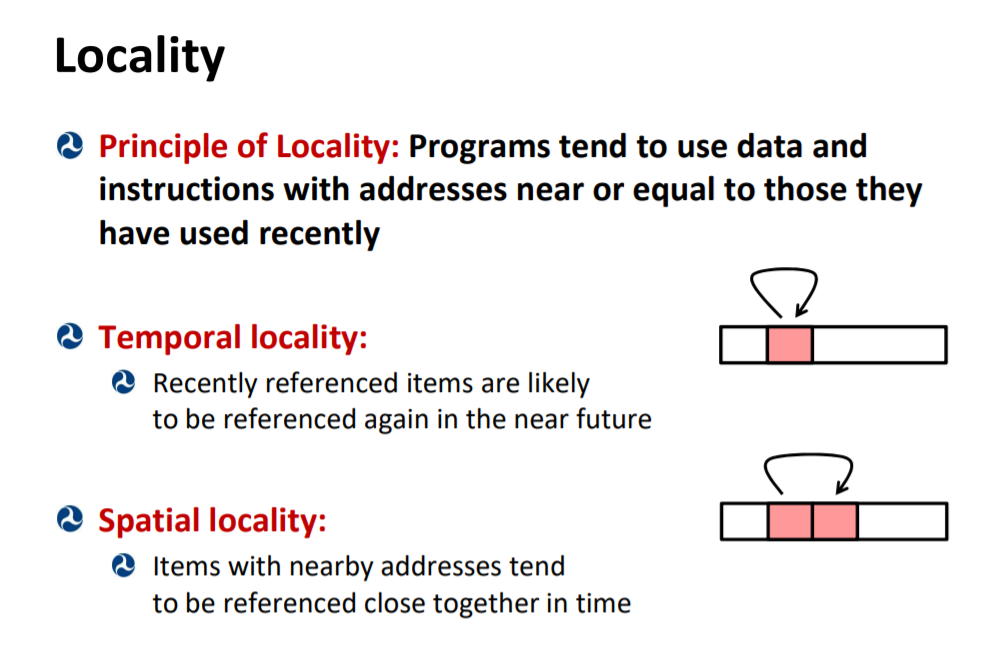 Locality
Principle of Locality: Programs tend to use data and
instructions with addresses near or equal to those they
have used recently
Temporal locality:
Recently referenced items are likely
to be referenced again in the near future
Spatial locality:
Items with nearby addresses tend
to be referenced close together in time